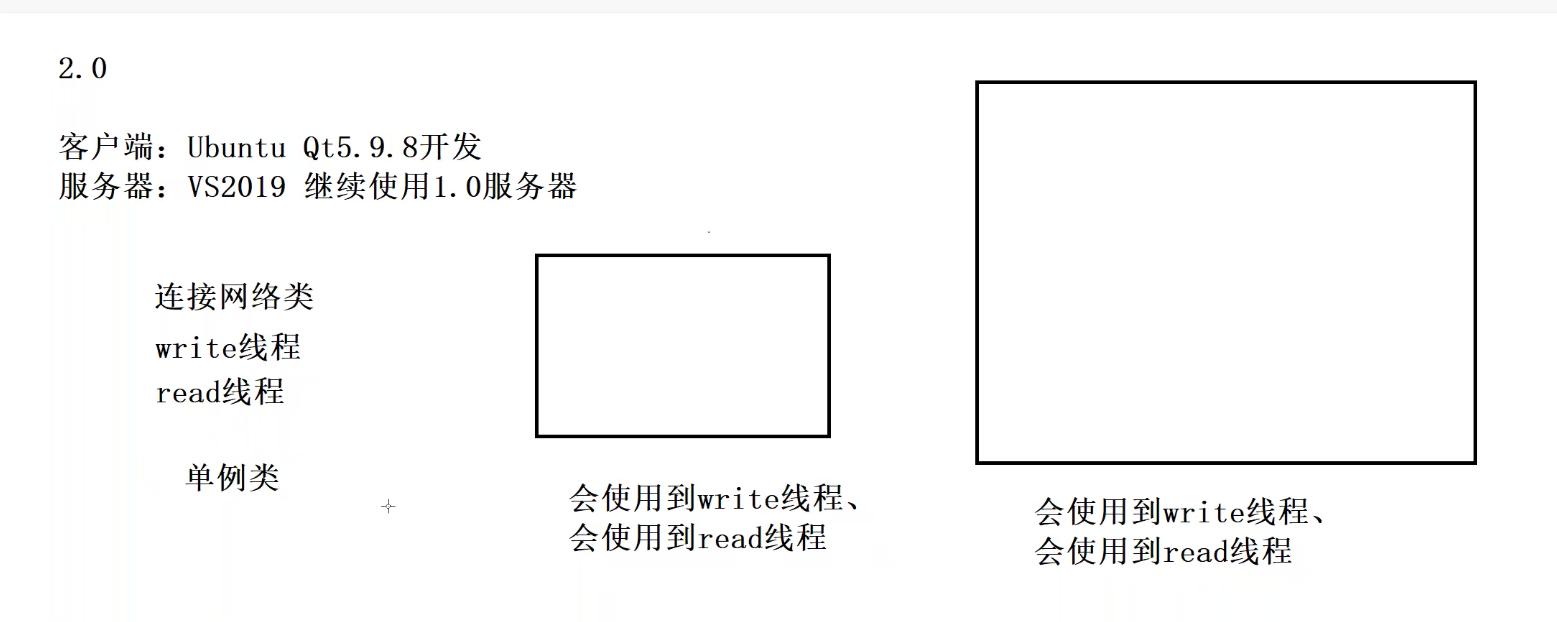 2.0
客户端：Ubuntu Qt5.9.8开发
服务器：VS2019 继续使用1.0服务器
连接网络类
write线程
read线程
单例类
会使用到write线程、
会使用到read线程
会使用到write线程、
会使用到read线程